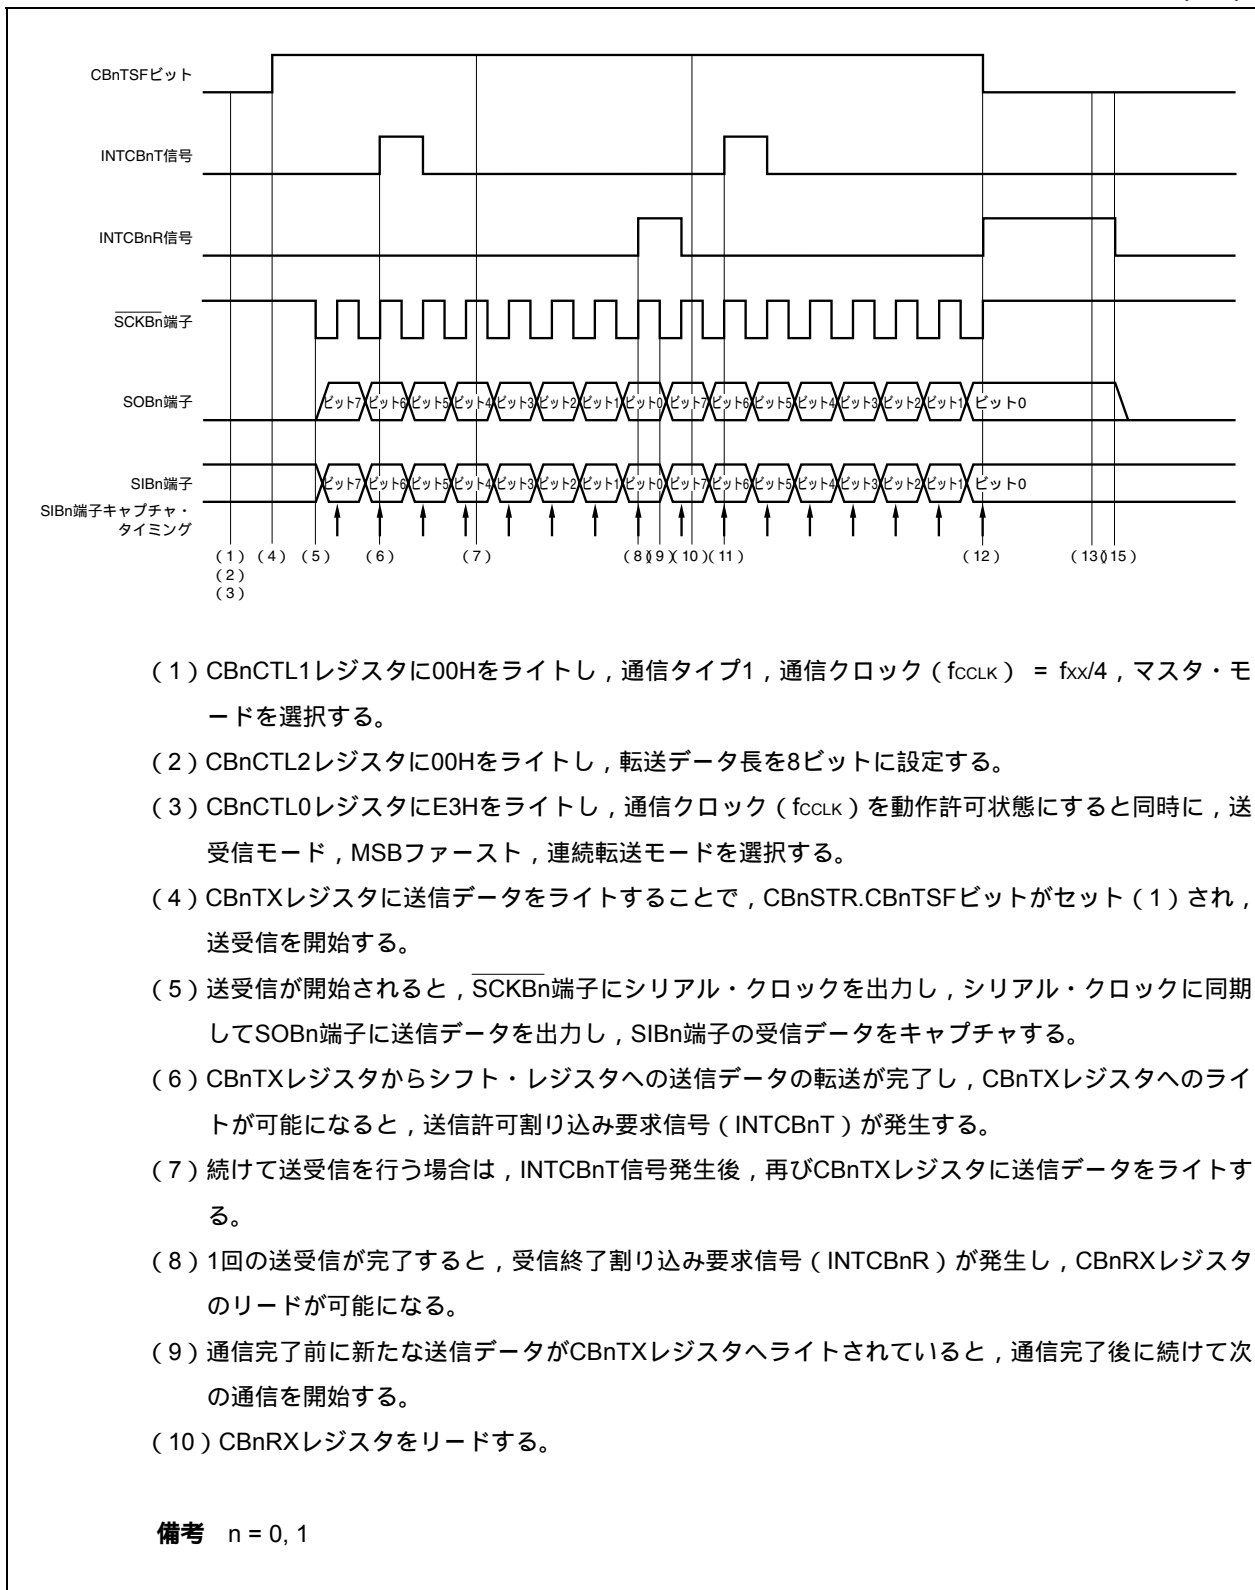 CBnTSFビット
INTCBnT信号
INTCBnR信号
SCKBn端子
SOBn端子
ビット7 ビット6 ビット5 ビット4 ビット3 ビット2 ビット1 ビット0 ビット7 ビット6 ビット5 ビット4 ビット3 ビット2 ビット1 ビット0
SIBn端子
ビット7 ビット6 ビット5 ビット4 ビット3 ビット2 ビット1 ビット0 ビット7 ビット6 ビット5 ビット4 ビット3 ビット2 ビット1 ビット0
SIBn端子キャプチャ・
タイミング
(1) (4) (5) (6) (7) (8) (9) (10) (11) (12) (13) (15)
(2)
(3)
(1)CBnCTL1レジスタに00Hをライトし,通信タイプ1,通信クロック(fCCLK) = fXX/4,マスタ・モ
ードを選択する。
(2)CBnCTL2レジスタに00Hをライトし,転送データ長を8ビットに設定する。
(3)CBnCTL0レジスタにE3Hをライトし,通信クロック(fCCLK)を動作許可状態にすると同時に,送
受信モード,MSBファースト,連続転送モードを選択する。
(4)CBnTXレジスタに送信データをライトすることで,CBnSTR.CBnTSFビットがセット(1)され,
送受信を開始する。
(5)送受信が開始されると,SCKBn端子にシリアル・クロックを出力し,シリアル・クロックに同期
してSOBn端子に送信データを出力し,SIBn端子の受信データをキャプチャする。
(6)CBnTXレジスタからシフト・レジスタへの送信データの転送が完了し,CBnTXレジスタへのライ
トが可能になると,送信許可割り込み要求信号(INTCBnT)が発生する。
(7)続けて送受信を行う場合は,INTCBnT信号発生後,再びCBnTXレジスタに送信データをライトす
る。
(8)1回の送受信が完了すると,受信終了割り込み要求信号(INTCBnR)が発生し,CBnRXレジスタ
のリードが可能になる。
(9)通信完了前に新たな送信データがCBnTXレジスタへライトされていると,通信完了後に続けて次
の通信を開始する。
(10)CBnRXレジスタをリードする。
備考 n = 0, 1